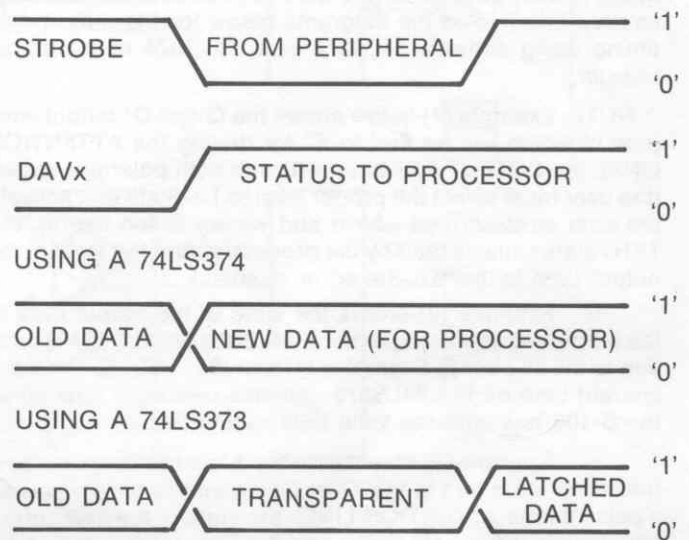 '1'
STROBE FROM PERIPHERAL
'0'
'1'
DAVx STATUS TO PROCESSOR
'0'
USING A 74LS374
'1'
OLD DATA NEW DATA (FOR PROCESSOR)
'0'
USING A 74LS373
'1'
OLD DATA TRANSPARENT LATCHED
DATA
'0'